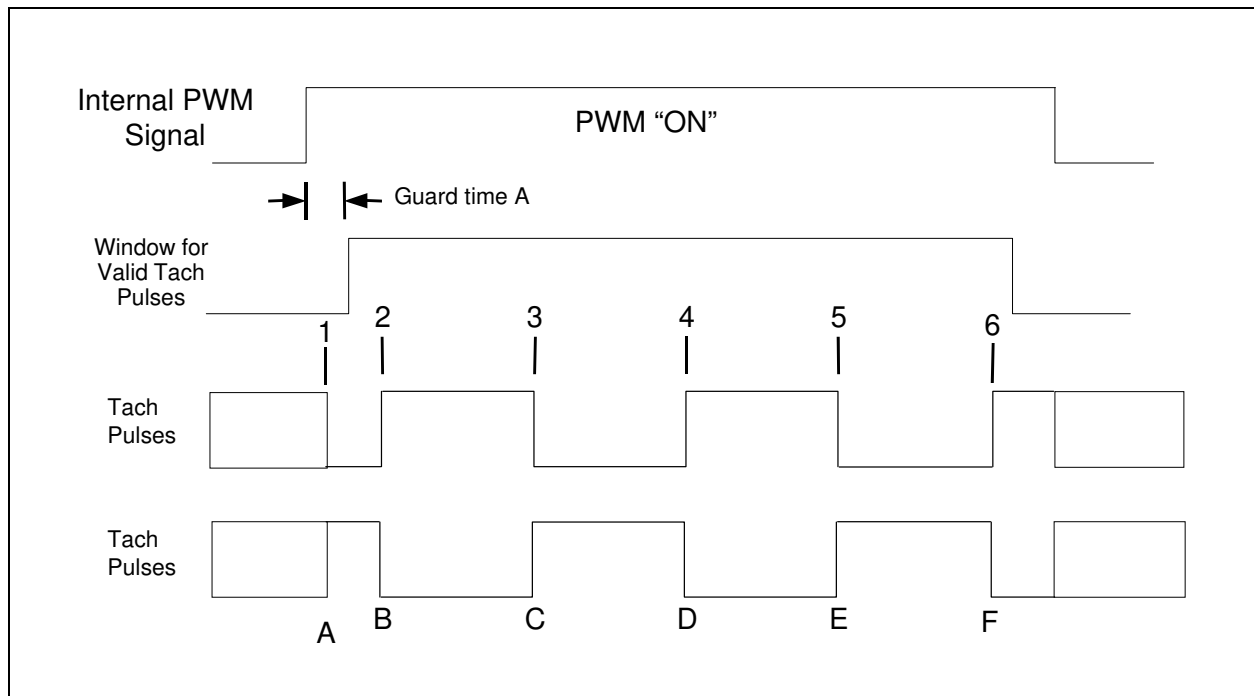 Internal PWM
Signal
PWM “ON”
Guard time A
Window for
Valid Tach
Pulses
1
2
3
4
5
6
Tach
Pulses
Tach
Pulses
A
B
C
D
E
F